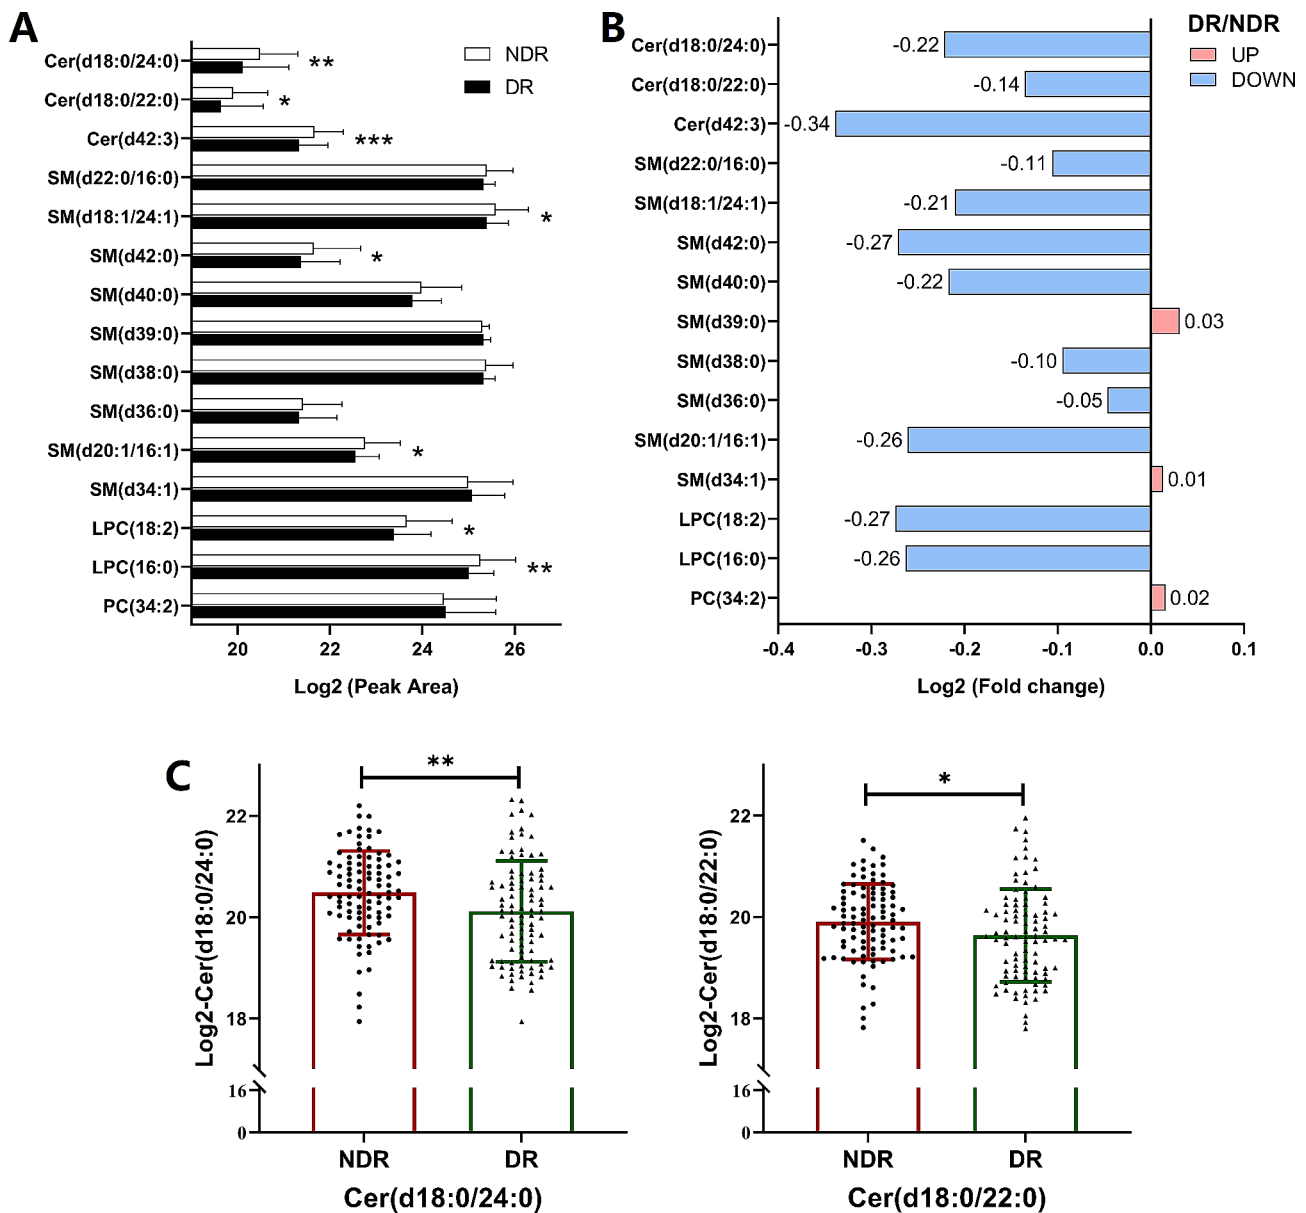 A
NDR
DR
Cer(d18:0/24:0) **
Cer(d18:0/22:0) *
Cer(d42:3) ***
SM(d22:0/16:0)
SM(d18:1/24:1) *
SM(d42:0) *
SM(d40:0)
SM(d39:0)
SM(d38:0)
SM(d36:0)
SM(d20:1/16:1) *
SM(d34:1)
LPC(18:2) *
LPC(16:0) **
PC(34:2)
20 22 24 26
Log2 (Peak Area)
B
DR/NDR
UP
DOWN
Cer(d18:0/24:0) -0.22
Cer(d18:0/22:0) -0.14
Cer(d42:3) -0.34
SM(d22:0/16:0) -0.11
SM(d18:1/24:1) -0.21
SM(d42:0) -0.27
SM(d40:0) -0.22
SM(d39:0) 0.03
SM(d38:0) -0.10
SM(d36:0) -0.05
SM(d20:1/16:1) -0.26
SM(d34:1) 0.01
LPC(18:2) -0.27
LPC(16:0) -0.26
PC(34:2) 0.02
-0.4 -0.3 -0.2 -0.1 0.0 0.1
Log2 (Fold change)
C
**
Log2-Cer(d18:0/24:0)
22
20
18
16
0
NDR DR
Cer(d18:0/24:0)
*
Log2-Cer(d18:0/22:0)
22
20
18
16
0
NDR DR
Cer(d18:0/22:0)